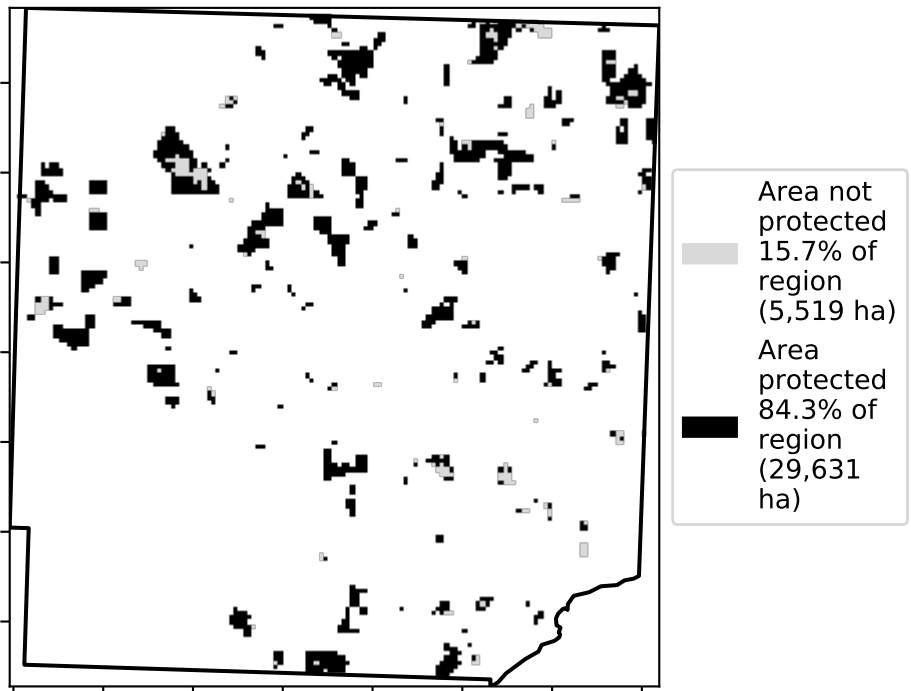 Area not
protected
15.7% of
region
(5,519 ha)
Area
protected
84.3% of
region
(29,631
ha)